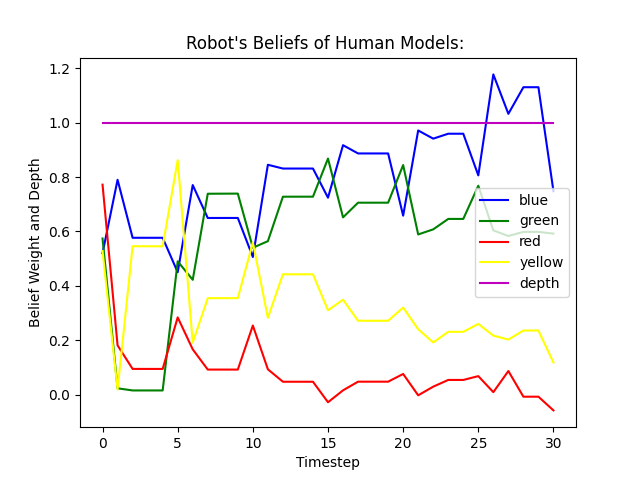 Robot's Beliefs of Human Models:
1.2
1.0
0.8
0.6
0.4
0.2
0.0
Belief Weight and Depth
blue
green
red
yellow
depth
0 5 10 15 20 25 30
Timestep